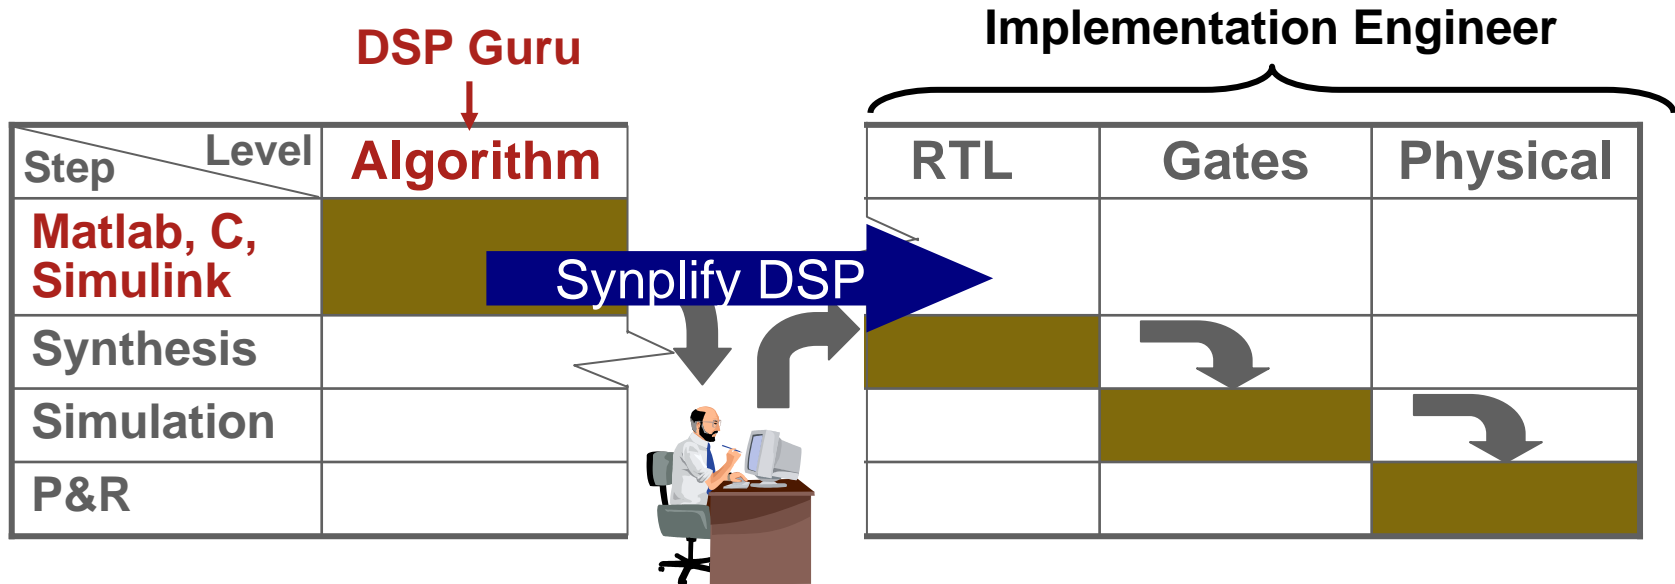 Implementation Engineer
DSP Guru
Level
Step
Algorithm
RTL
Gates
Physical
Matlab, C,
Simulink
Synplify DSP
Synthesis
Simulation
P&R